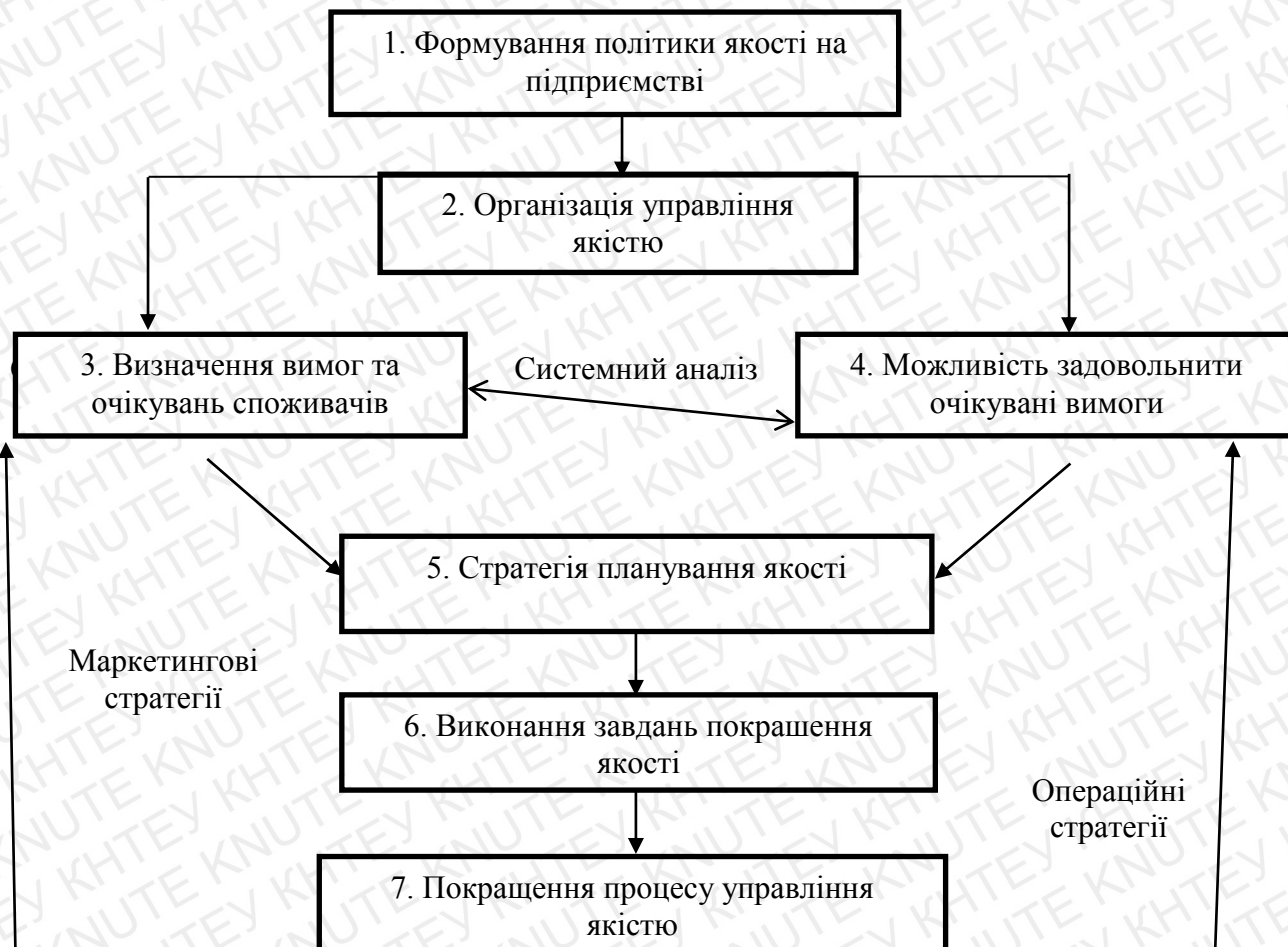 1. Формування політики якості на
підприємстві
2. Організація управління
якістю
3. Визначення вимог та
очікувань споживачів
Системний аналіз
4. Можливість задовольнити
очікувані вимоги
5. Стратегія планування якості
Маркетингові
стратегії
6. Виконання завдань покрашення
якості
Операційні
стратегії
7. Покращення процесу управління
якістю